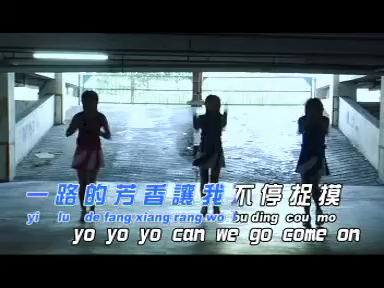 一路的芳香讓我不停捉摸
yi lu de fang xiang rang wo bu ding cou mo
yo yo yo can we go come on